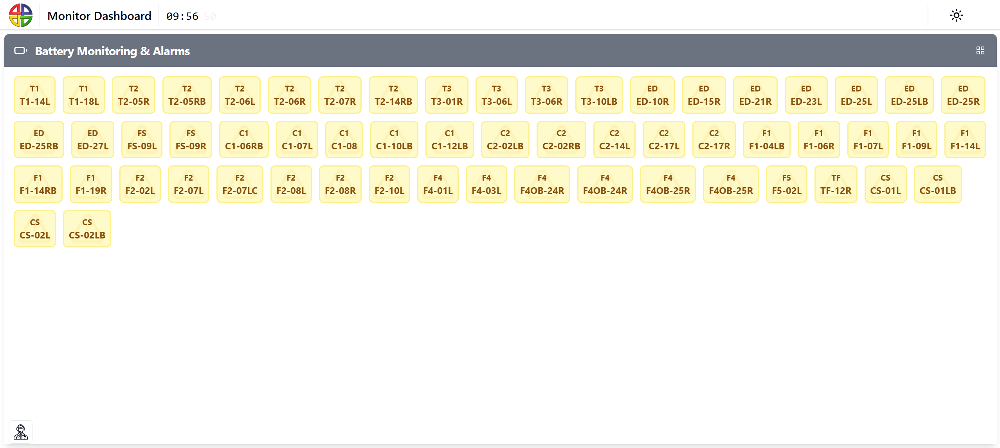 Monitor Dashboard 09:56 50
Battery Monitoring & Alarms
T1 T1 T2 T2 T2 T2 T2 T2 T3 T3 T3 T3 ED ED ED ED ED ED ED
T1-14L T1-18L T2-05R T2-05RB T2-06L T2-06R T2-07R T2-14RB T3-01R T3-06L T3-06R T3-10LB ED-10R ED-15R ED-21R ED-23L ED-25L ED-25LB ED-25R
ED ED FS FS C1 C1 C1 C1 C1 C2 C2 C2 C2 C2 F1 F1 F1 F1 F1
ED-25RB ED-27L FS-09L FS-09R C1-06RB C1-07L C1-08 C1-10LB C1-12LB C2-02LB C2-02RB C2-14L C2-17L C2-17R F1-04LB F1-06R F1-07L F1-09L F1-14L
F1 F1 F2 F2 F2 F2 F2 F2 F4 F4 F4 F4 F4 F4 F5 TF CS CS
F1-14RB F1-19R F2-02L F2-07L F2-07LC F2-08L F2-08R F2-10L F4-01L F4-03L F4OB-24R F4OB-24R F4OB-25R F4OB-25R F5-02L TF-12R CS-01L CS-01LB
CS CS
CS-02L CS-02LB